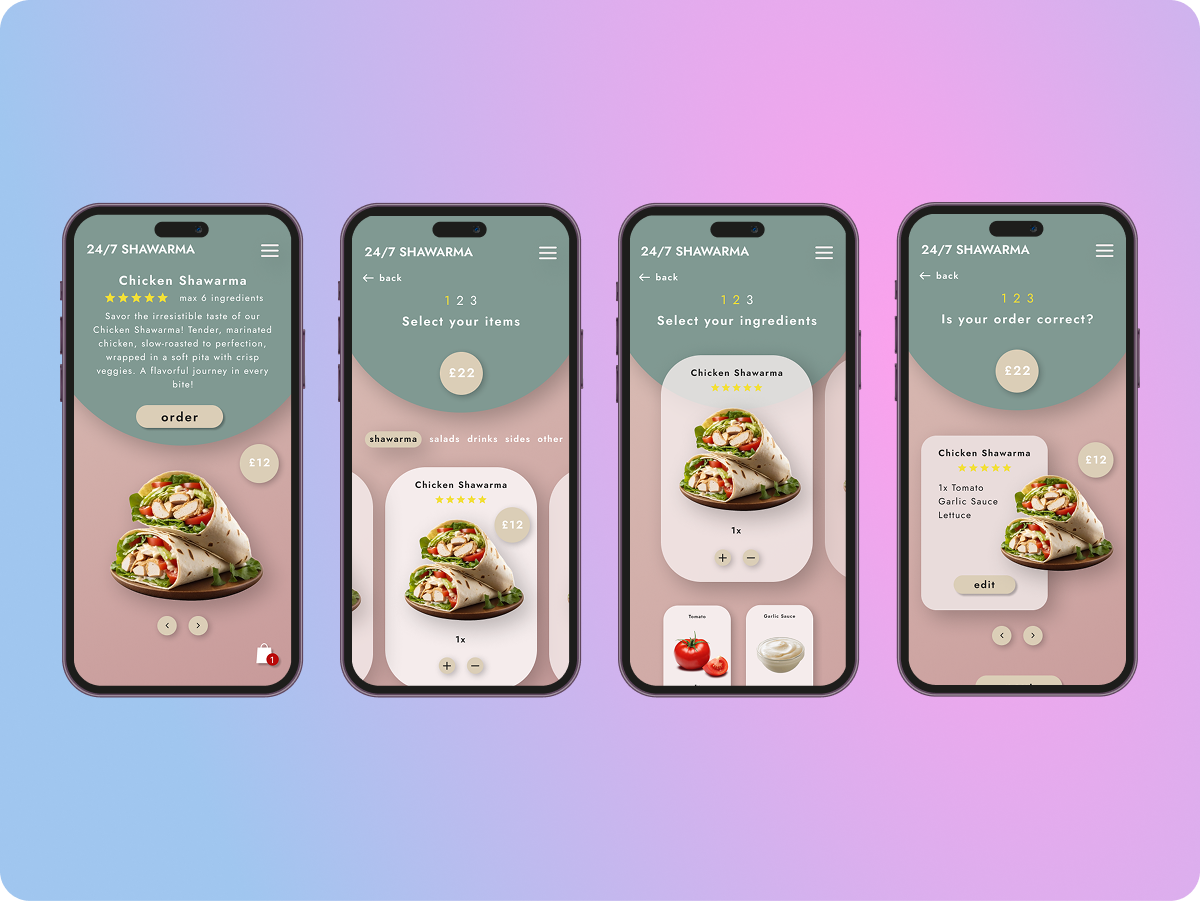 24/7 SHAWARMA
Chicken Shawarma
max 6 ingredients
Savor the irresistible taste of our
Chicken Shawarma! Tender, marinated
chicken, slow-roasted to perfection,
wrapped in a soft pita with crisp
veggies. A flavorful journey in every
bite!
order
£12
1
24/7 SHAWARMA
back
1 2 3
Select your items
£22
shawarma salads drinks sides other
Chicken Shawarma
£12
1x
24/7 SHAWARMA
back
1 2 3
Select your ingredients
Chicken Shawarma
1x
Tomato
Garlic Sauce
24/7 SHAWARMA
back
1 2 3
Is your order correct?
£22
Chicken Shawarma
£12
1x Tomato
Garlic Sauce
Lettuce
edit